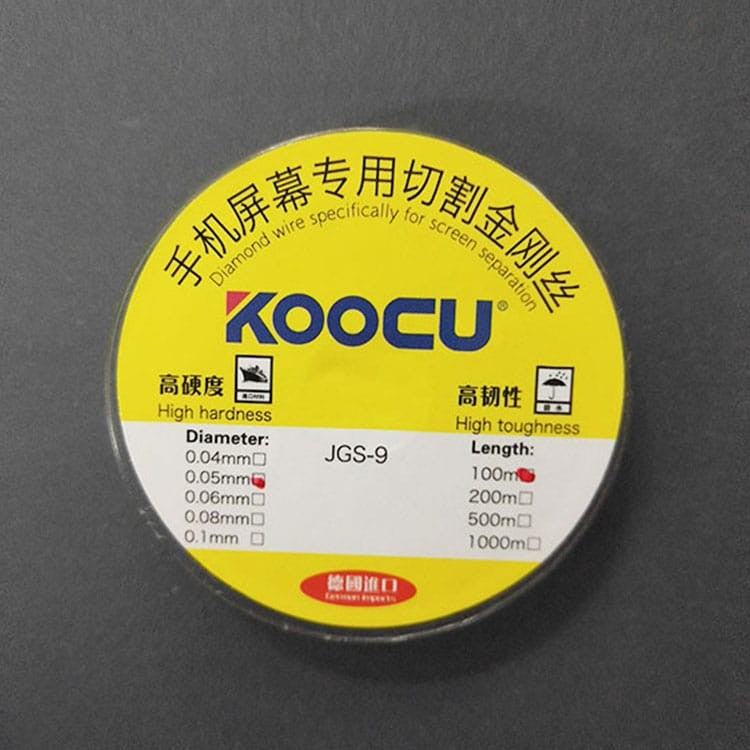 手机屏幕专用切割金刚丝
Diamond wire specifically for screen separation
KOOCU®
高硬度
High hardness
高韧性
High toughness
Diameter:
0.04mm□
0.05mm□
0.06mm□
0.08mm□
0.1mm □
JGS-9
Length:
100m□
200m□
500m□
1000m□
德國進口
German imports